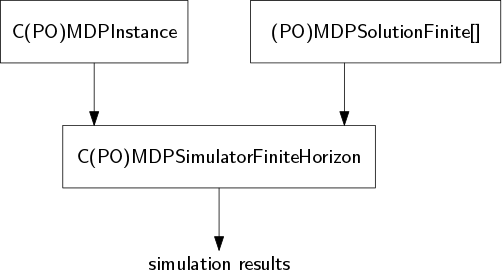 C(PO)MDPInstance
(PO)MDPSolutionFinite[]
C(PO)MDPSimulatorFiniteHorizon
simulation results